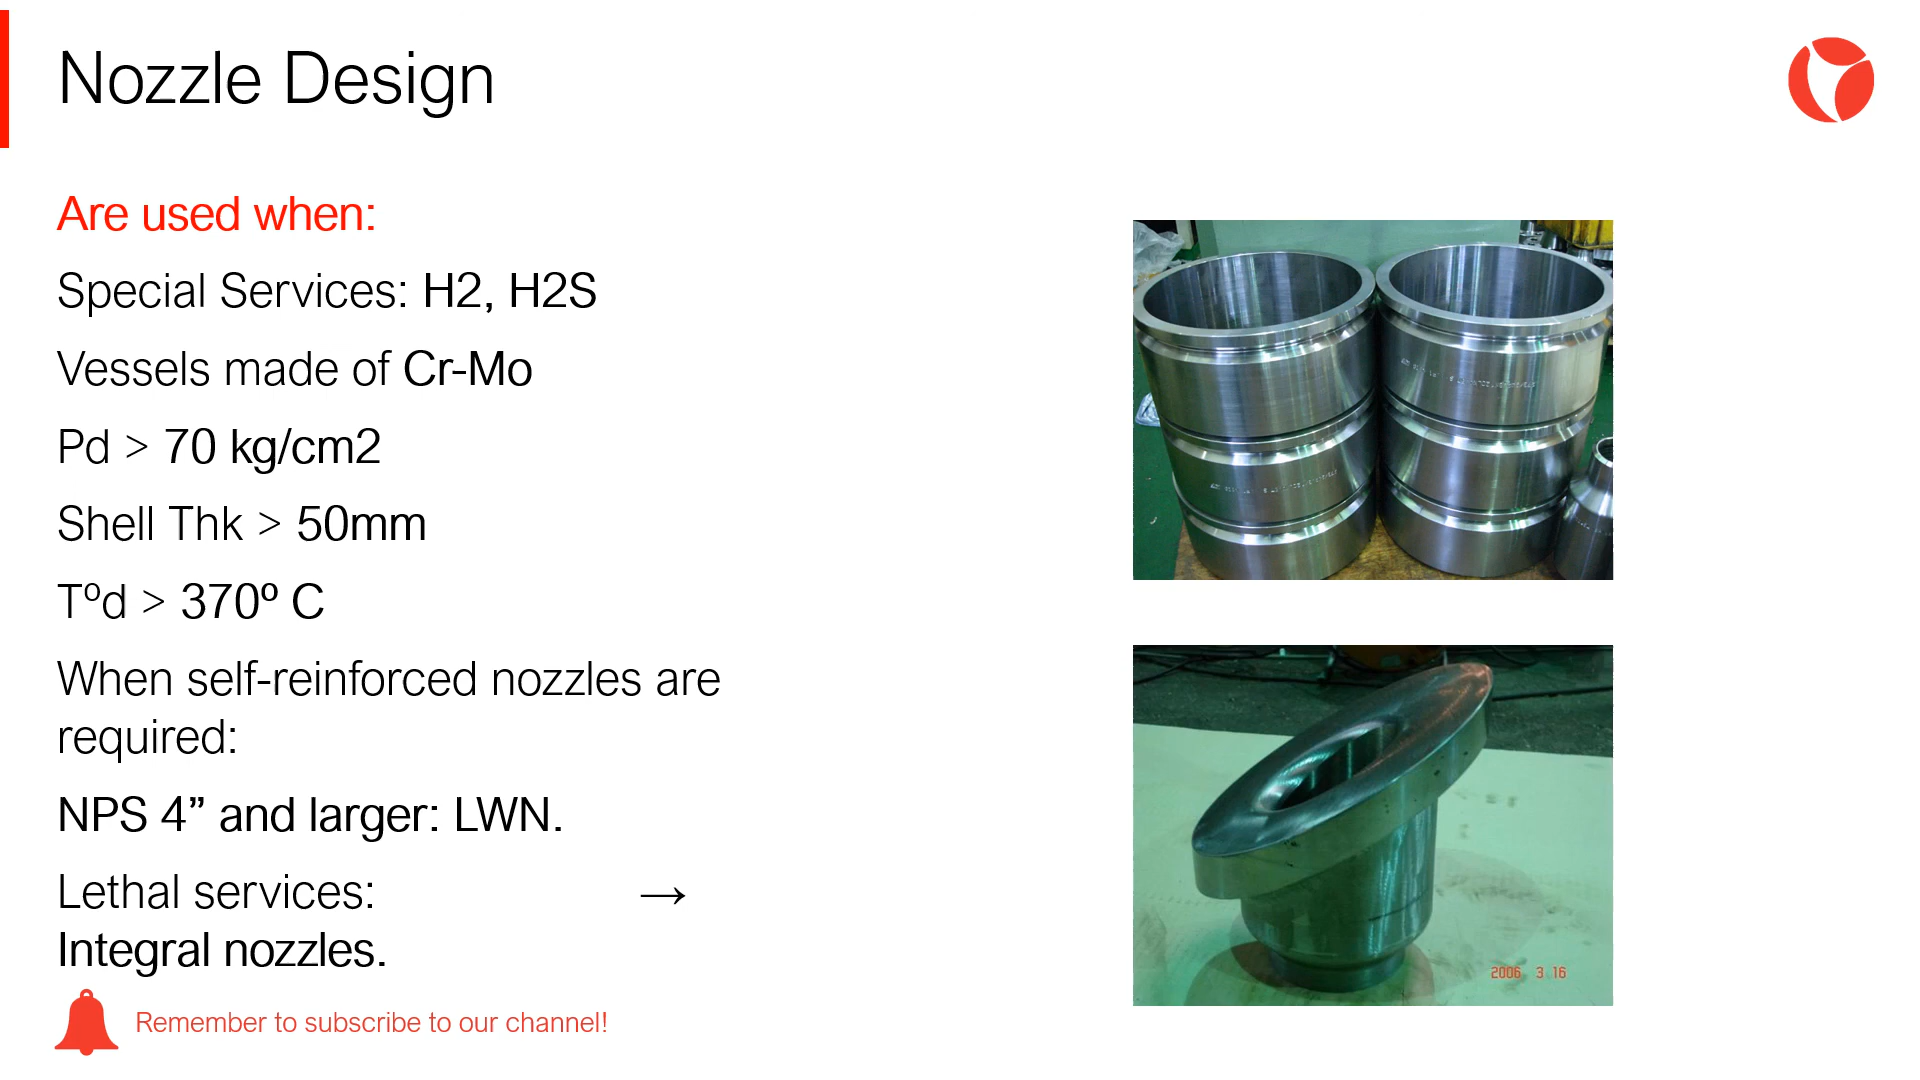 Nozzle Design
Are used when:
Special Services: H2, H2S
Vessels made of Cr-Mo
Pd > 70 kg/cm2
Shell Thk > 50mm
Tºd > 370º C
When self-reinforced nozzles are
required:
NPS 4” and larger: LWN.
Lethal services: →
Integral nozzles.
Remember to subscribe to our channel!
2006 3 16